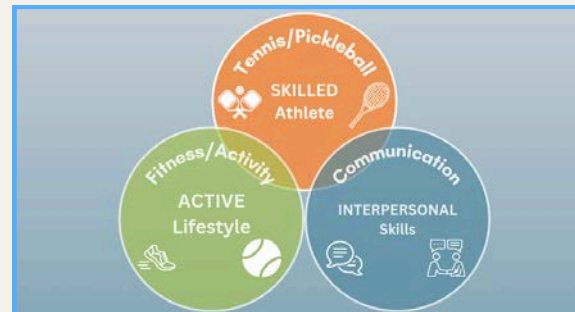 Tennis/Pickleball
SKILLED
Athlete
Fitness/Activity
ACTIVE
Lifestyle
Communication
INTERPERSONAL
Skills